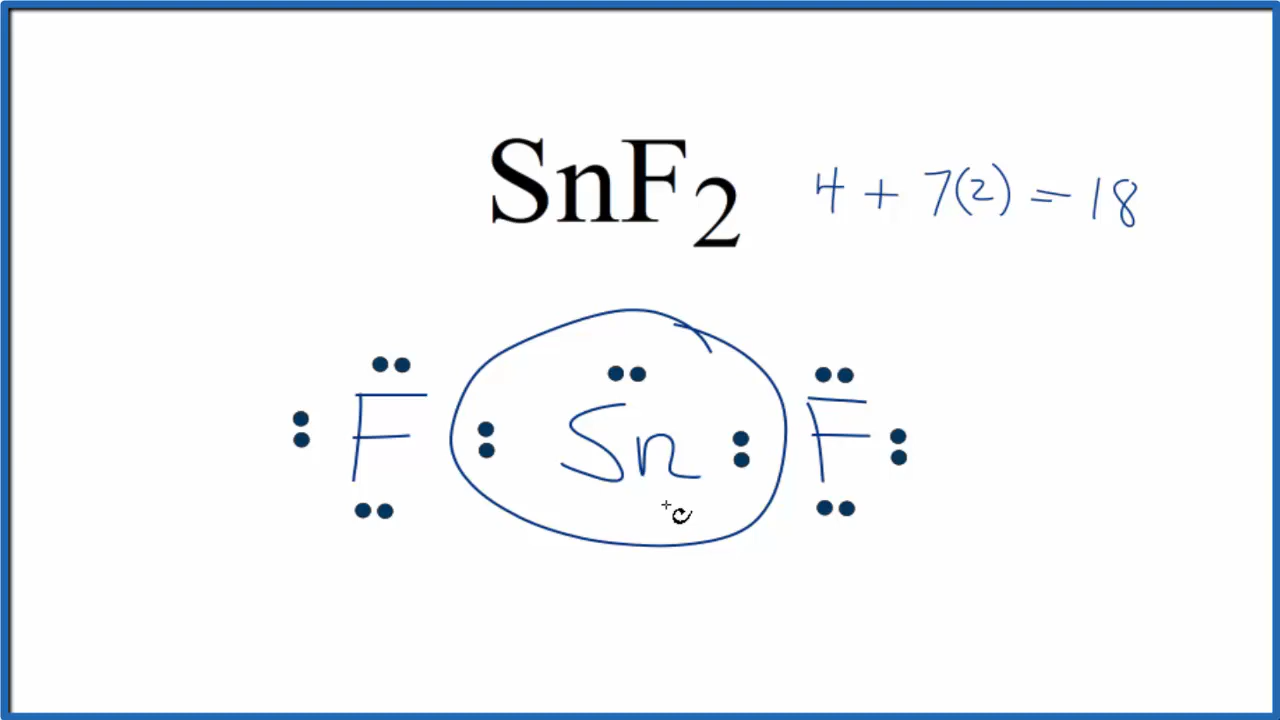 SnF₂ 4 + 7(2) = 18
F Sn F